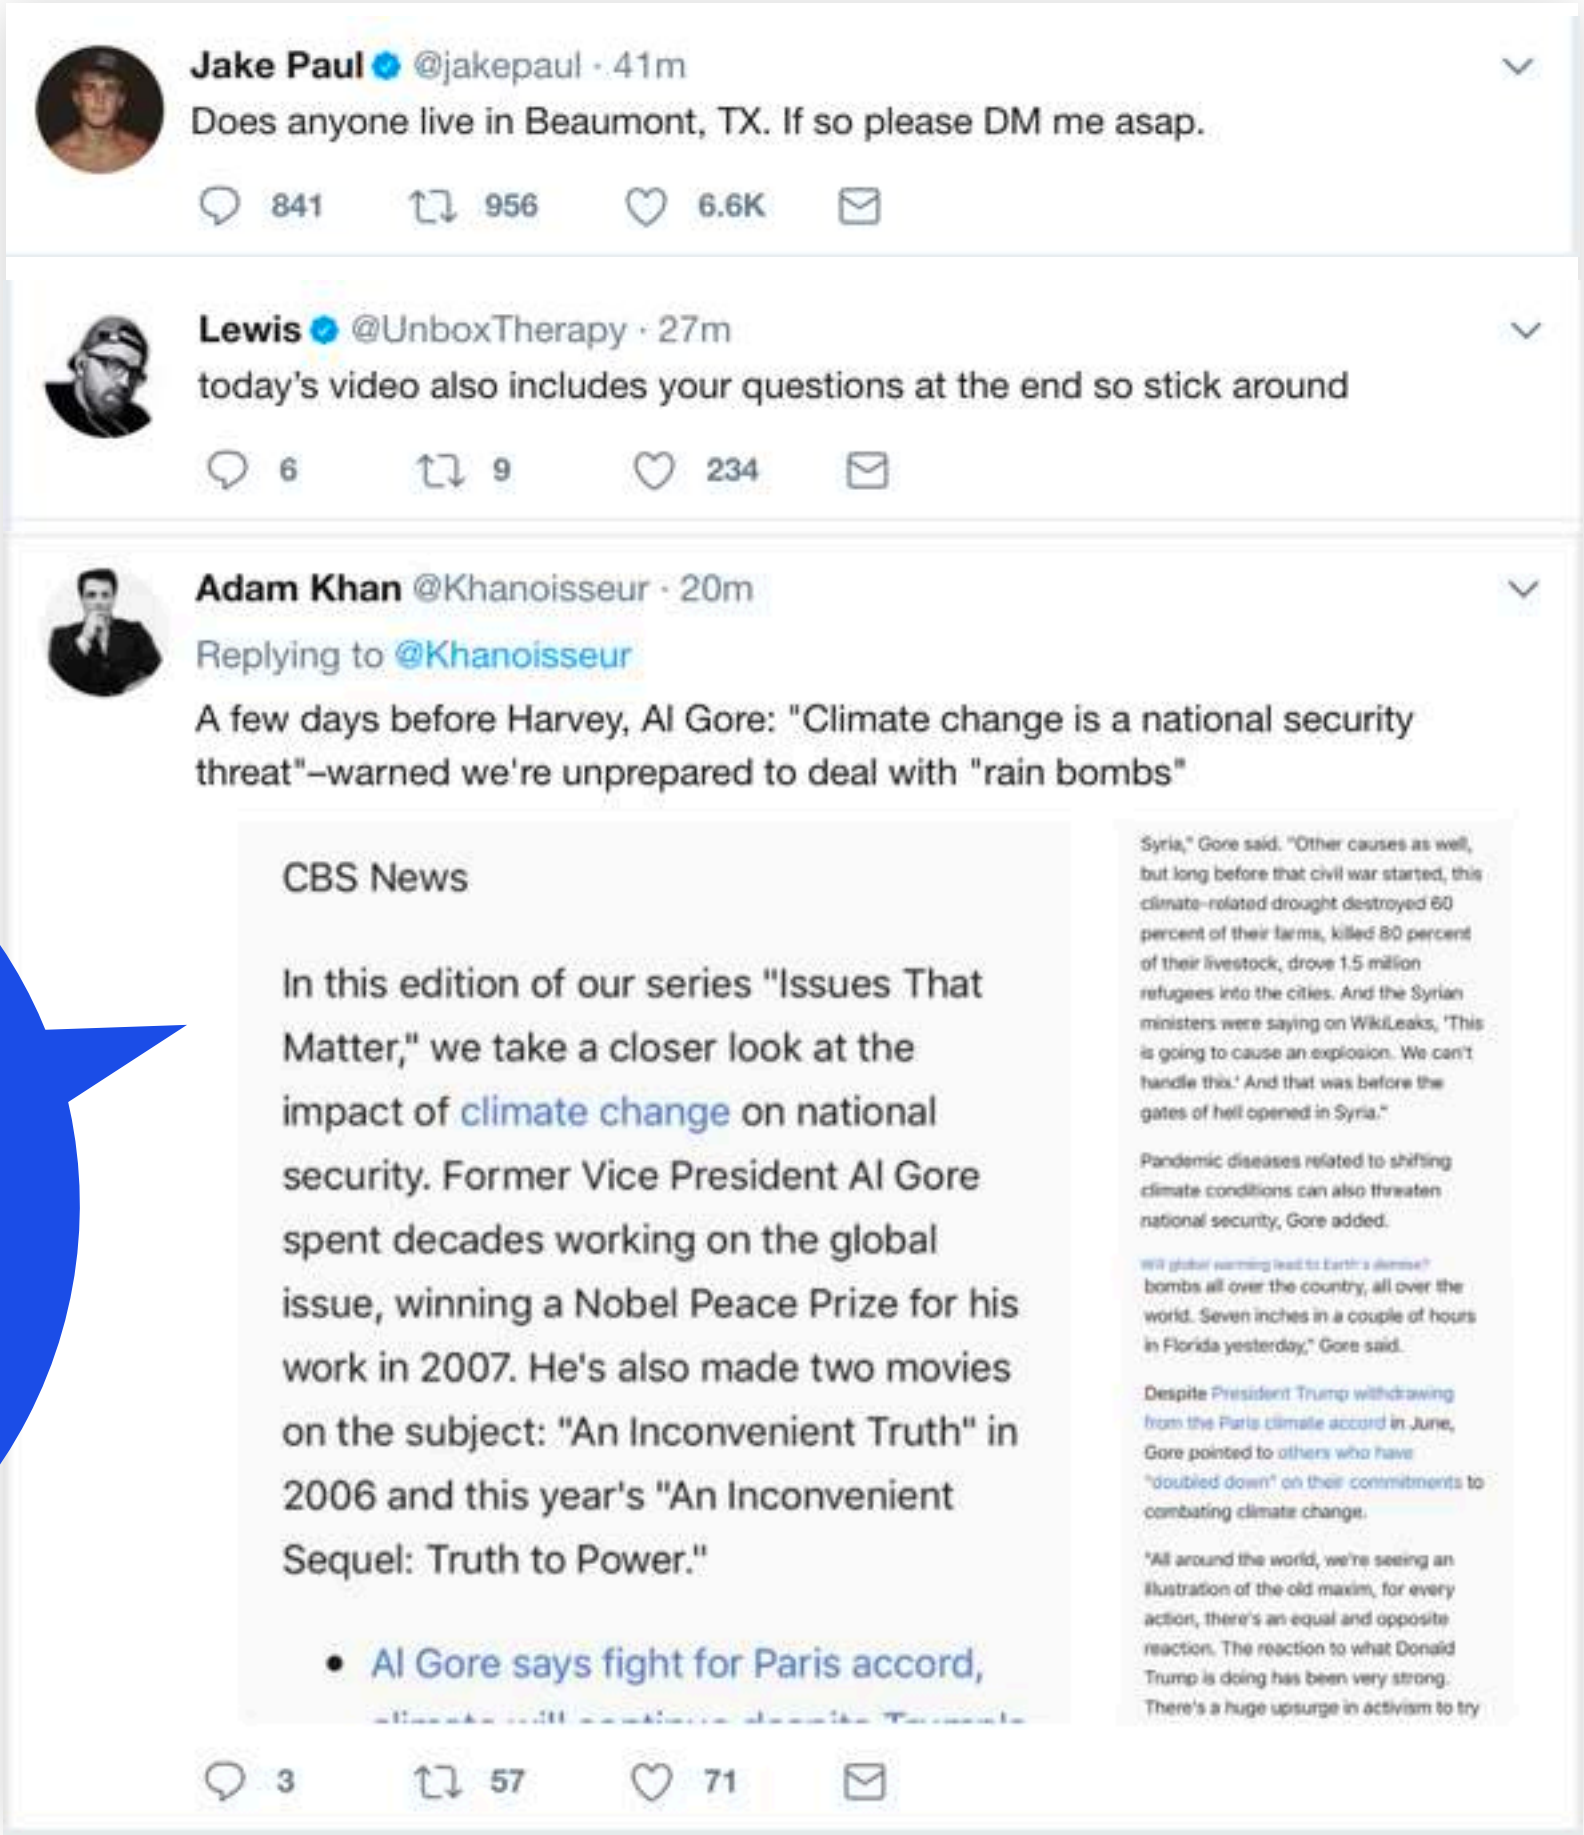 Jake Paul @jakepaul · 41m
Does anyone live in Beaumont, TX. If so please DM me asap.
841 956 6.6K
Lewis @UnboxTherapy · 27m
today's video also includes your questions at the end so stick around
6 9 234
Adam Khan @Khanoisseur · 20m
Replying to @Khanoisseur
A few days before Harvey, Al Gore: "Climate change is a national security
threat"–warned we're unprepared to deal with "rain bombs"
CBS News
In this edition of our series "Issues That
Matter," we take a closer look at the
impact of climate change on national
security. Former Vice President Al Gore
spent decades working on the global
issue, winning a Nobel Peace Prize for his
work in 2007. He's also made two movies
on the subject: "An Inconvenient Truth" in
2006 and this year's "An Inconvenient
Sequel: Truth to Power."
• Al Gore says fight for Paris accord,
climate will continue despite Trump's
Syria," Gore said. "Other causes as well,
but long before that civil war started, this
climate-related drought destroyed 60
percent of their farms, killed 80 percent
of their livestock, drove 1.5 million
refugees into the cities. And the Syrian
ministers were saying on WikiLeaks, 'This
is going to cause an explosion. We can't
handle this.' And that was before the
gates of hell opened in Syria."
Pandemic diseases related to shifting
climate conditions can also threaten
national security, Gore added.
Will global warming lead to Earth's demise?
bombs all over the country, all over the
world. Seven inches in a couple of hours
in Florida yesterday," Gore said.
Despite President Trump withdrawing
from the Paris climate accord in June,
Gore pointed to others who have
"doubled down" on their commitments to
combating climate change.
"All around the world, we're seeing an
illustration of the old maxim, for every
action, there's an equal and opposite
reaction. The reaction to what Donald
Trump is doing has been very strong.
There's a huge upsurge in activism to try
3 57 71